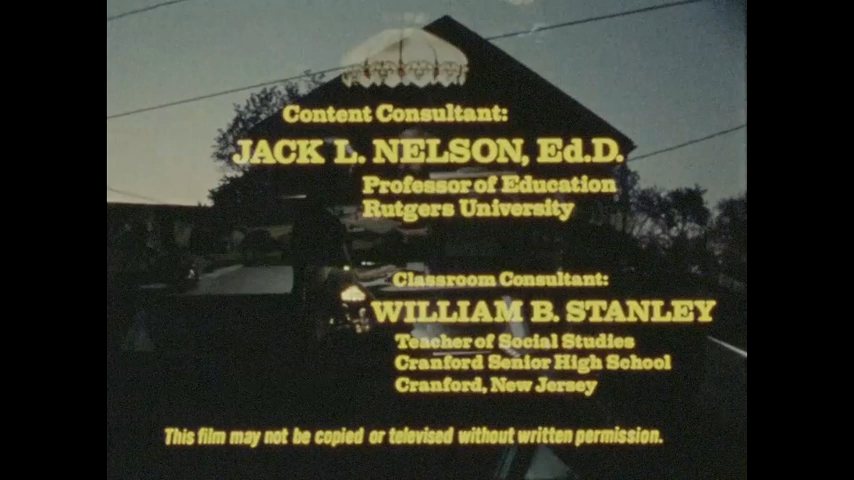 Content Consultant:
JACK L. NELSON, Ed.D.
Professor of Education
Rutgers University
Classroom Consultant:
WILLIAM B. STANLEY
Teacher of Social Studies
Cranford Senior High School
Cranford, New Jersey
This film may not be copied or televised without written permission.